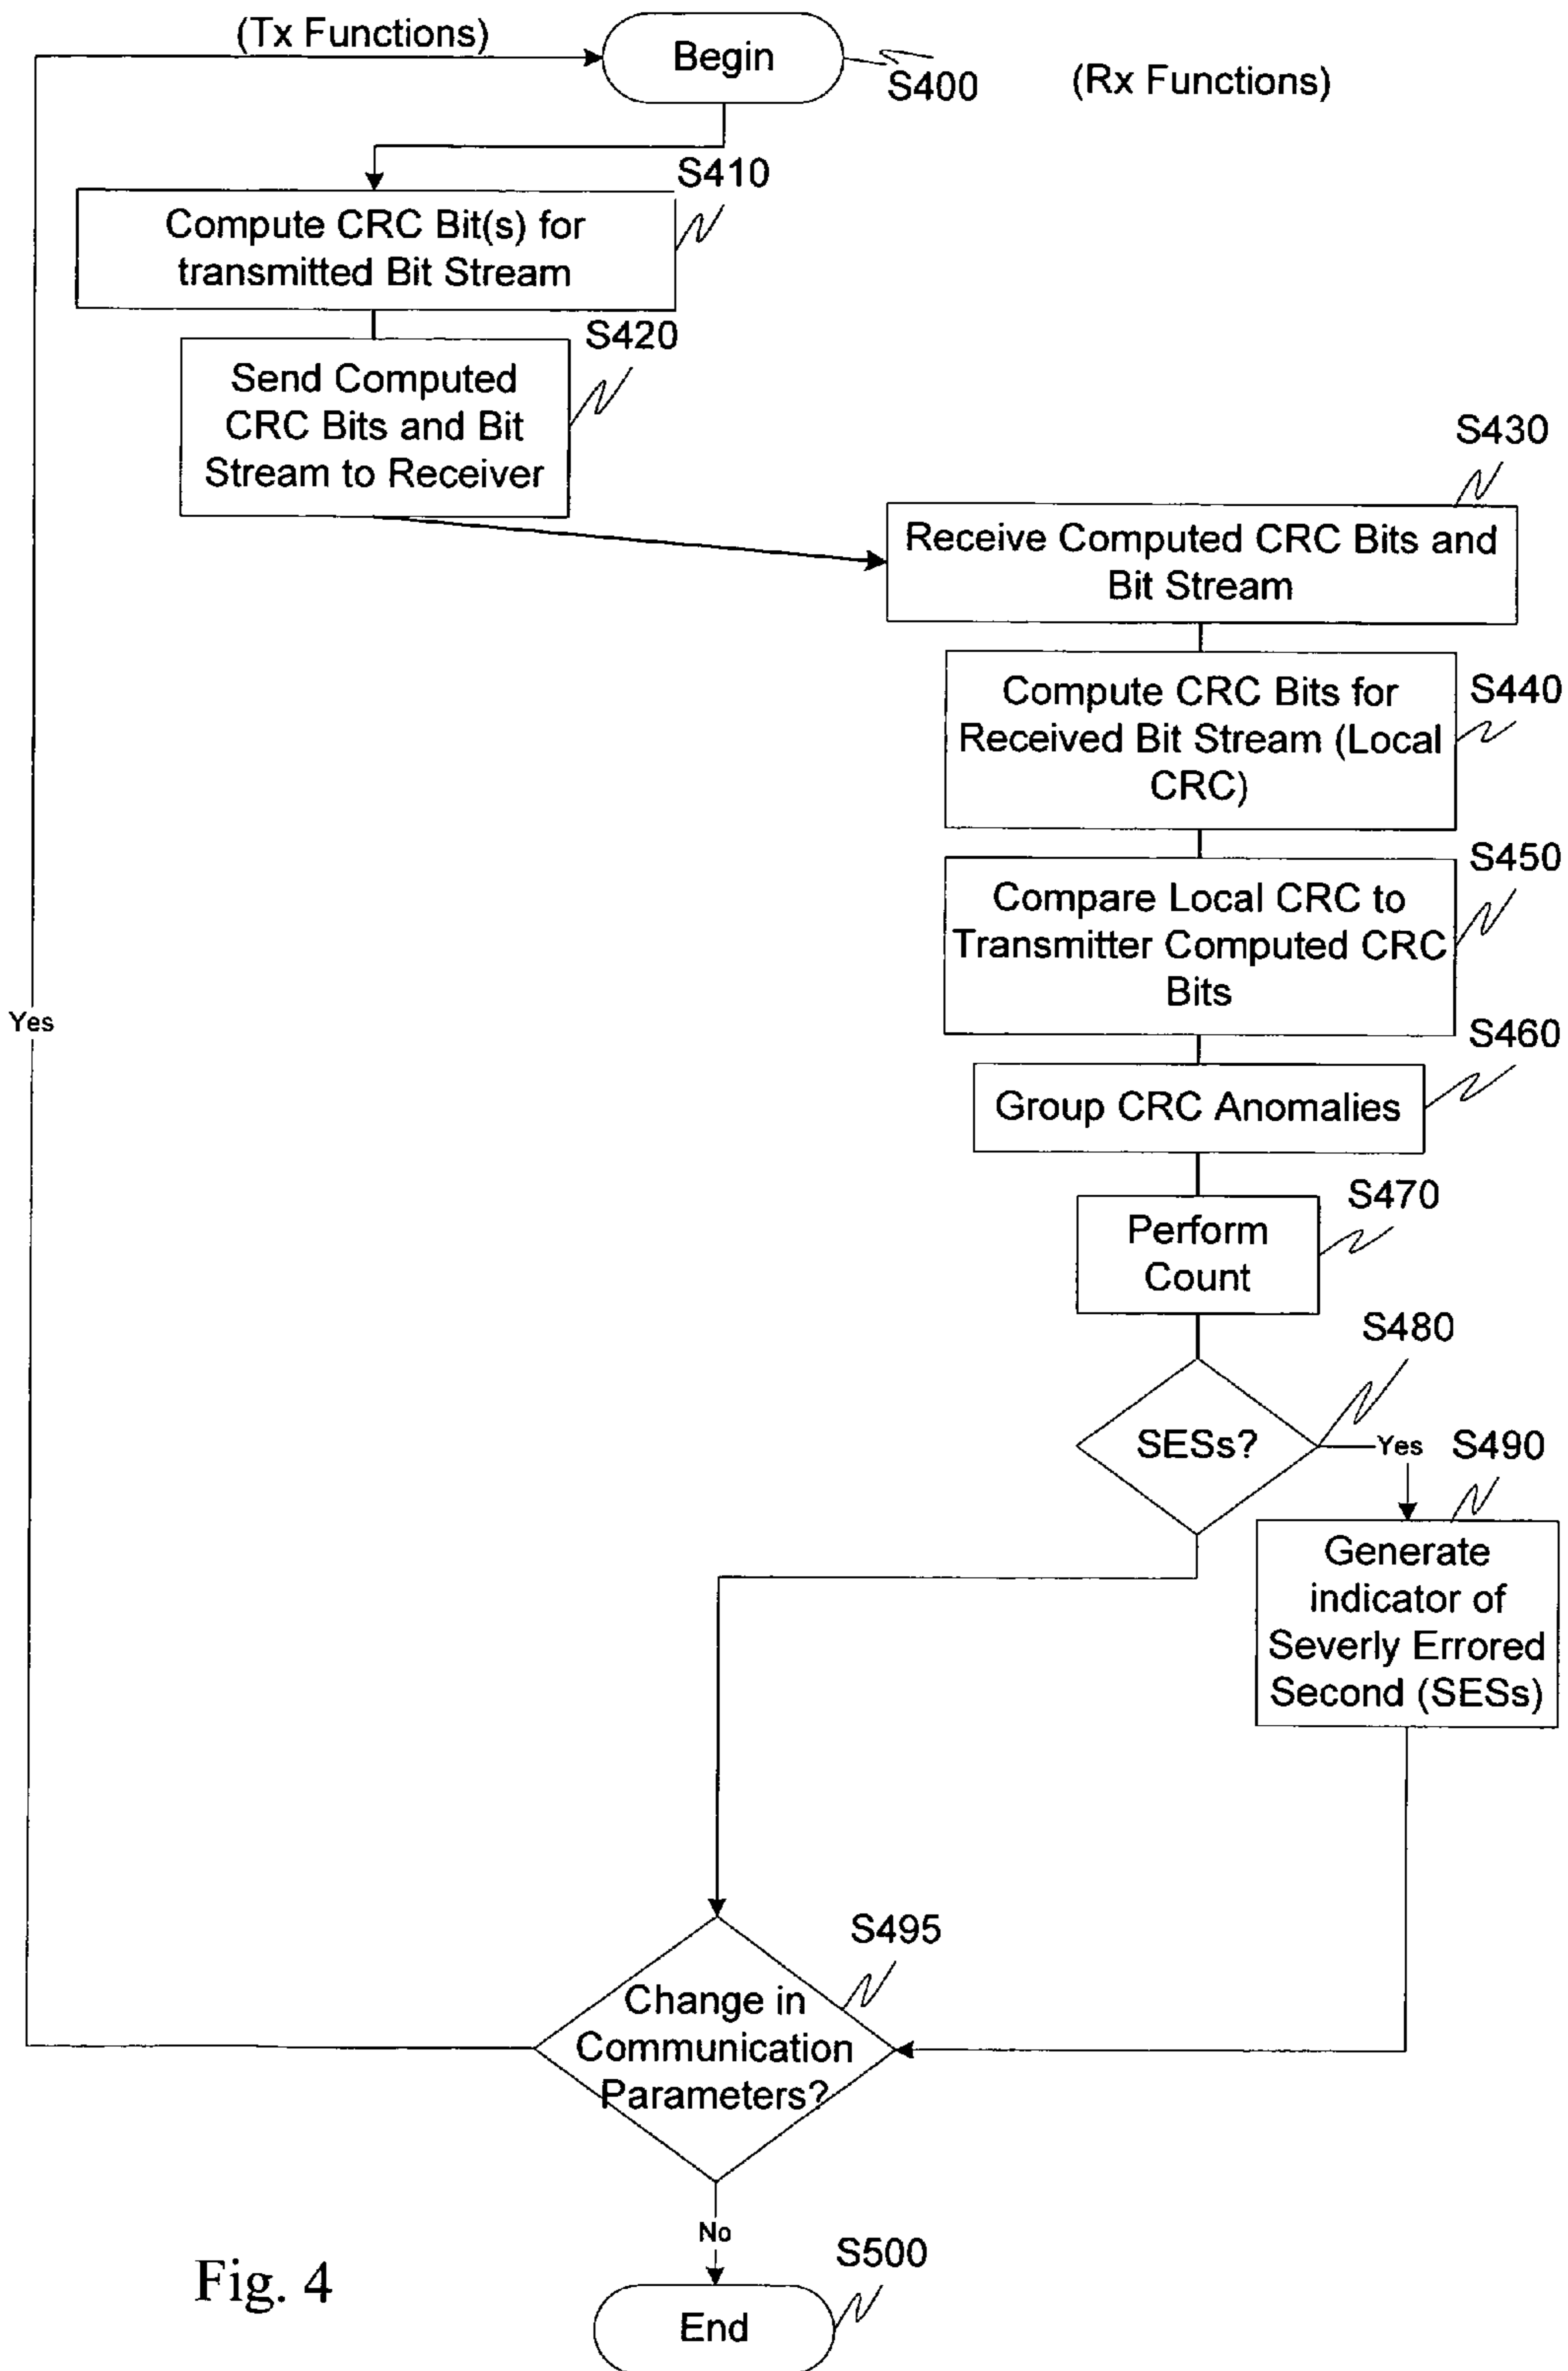 (Tx Functions)
Begin
S400
(Rx Functions)
S410
Compute CRC Bit(s) for
transmitted Bit Stream
S420
Send Computed
CRC Bits and Bit
Stream to Receiver
S430
Receive Computed CRC Bits and
Bit Stream
S440
Compute CRC Bits for
Received Bit Stream (Local
CRC)
S450
Compare Local CRC to
Transmitter Computed CRC
Bits
Yes
S460
Group CRC Anomalies
S470
Perform
Count
S480
SESs?
Yes
S490
Generate
indicator of
Severly Errored
Second (SESs)
S495
Change in
Communication
Parameters?
No
S500
End
Fig. 4